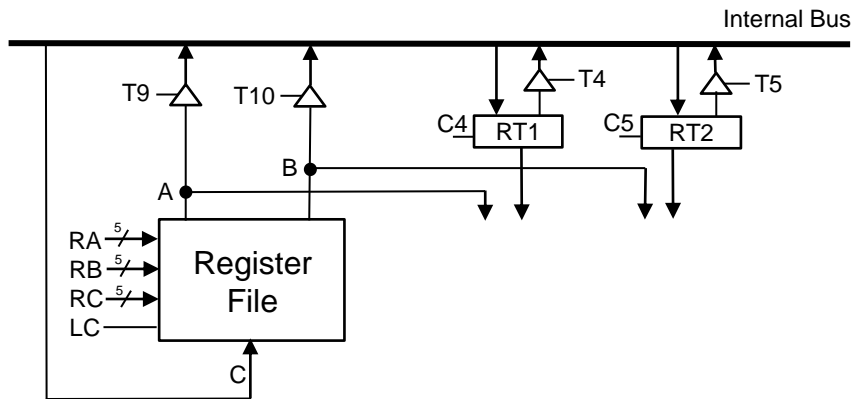 Internal Bus
T9
T10
T4
T5
C4
RT1
C5
RT2
B
A
RA
5
RB
5
RC
5
LC
Register
File
C